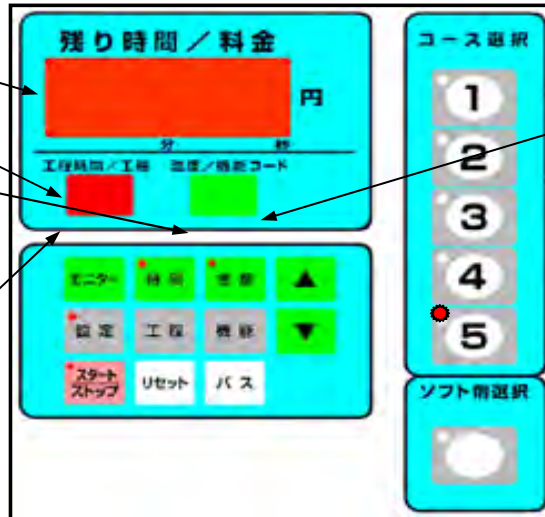 残り時間／料金
円
分 秒
工程時間／工程 温度／機能コード
モニター 時間 温度 ▲
設定 工程 機能 ▼
スタート
ストップ
リセット パス
コース選択
1
2
3
4
5
ソフト剤選択